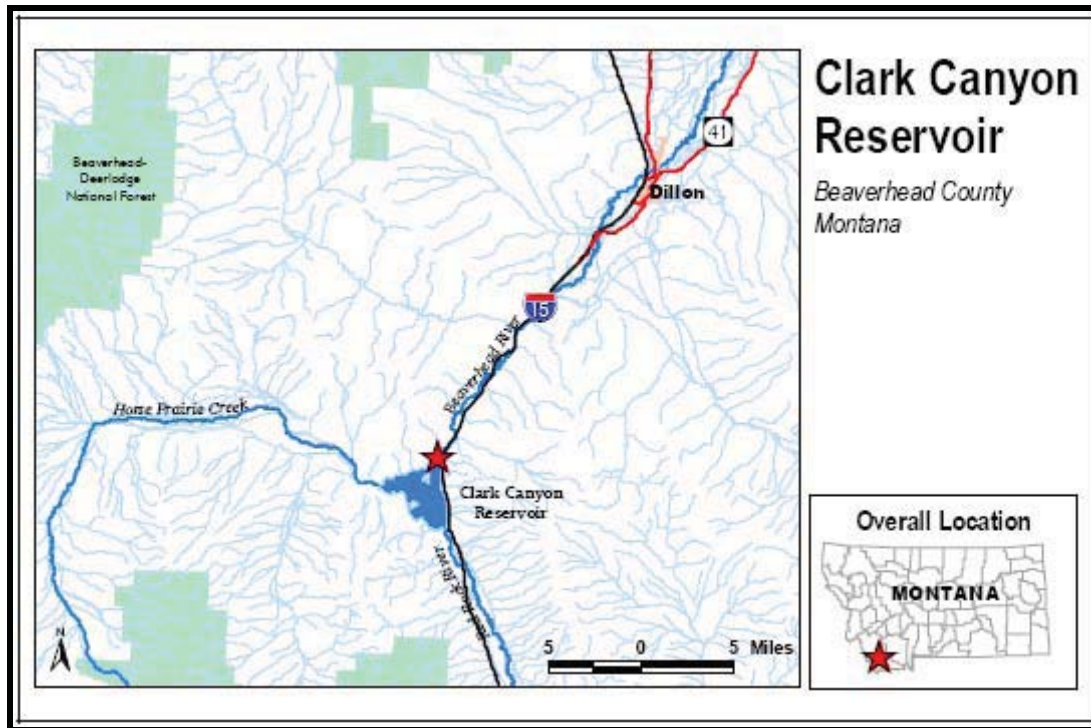 Clark Canyon
Reservoir
Beaverhead County
Montana
Beaverhead-
Deerlodge
National Forest
41
Dillon
15
Beaverhead River
Horse Prairie Creek
Clark Canyon
Reservoir
River
N
5 0 5 Miles
Overall Location
MONTANA